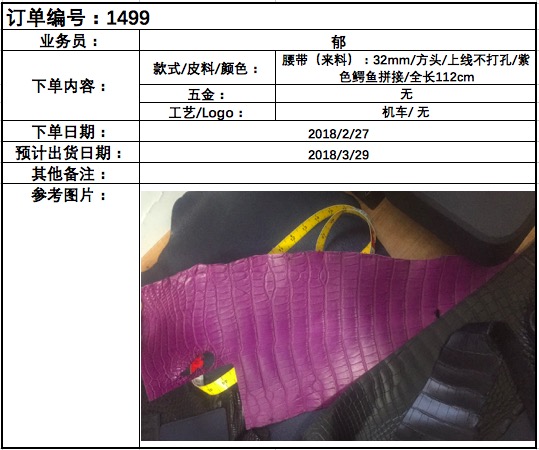 订单编号：1499
业务员：
郁
下单内容：
款式/皮料/颜色：
腰带（来料）：32mm/方头/上线不打孔/紫
色鳄鱼拼接/全长112cm
五金：
无
工艺/Logo：
机车/ 无
下单日期：
2018/2/27
预计出货日期：
2018/3/29
其他备注：
参考图片：